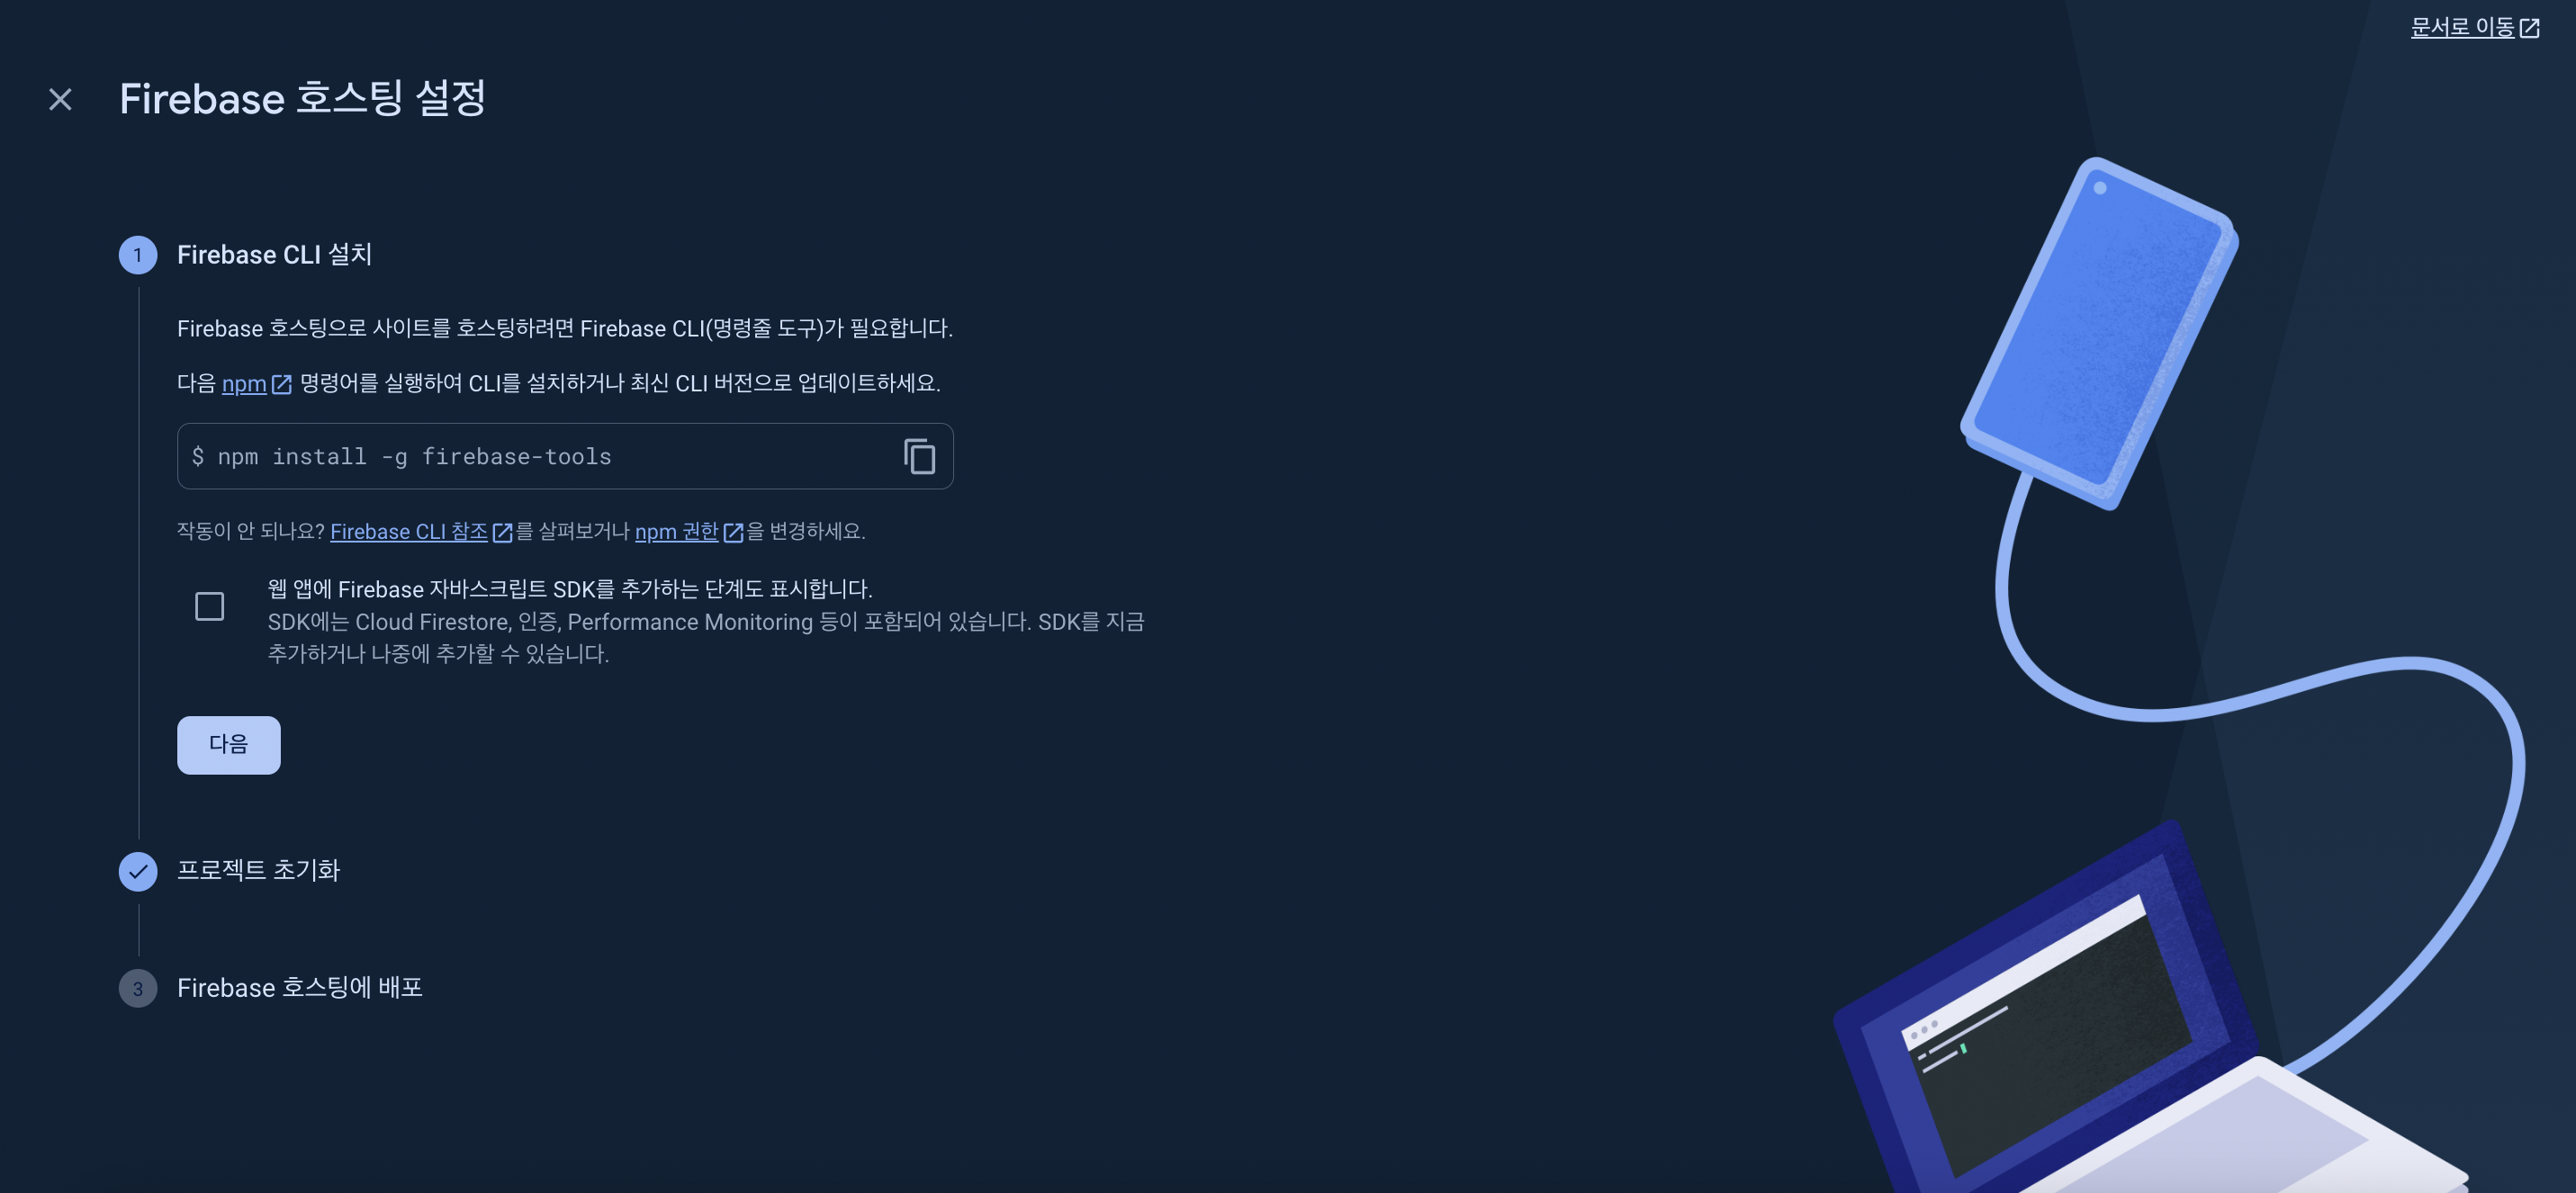 문서로 이동
Firebase 호스팅 설정
1 Firebase CLI 설치
Firebase 호스팅으로 사이트를 호스팅하려면 Firebase CLI(명령줄 도구)가 필요합니다.
다음 npm 명령어를 실행하여 CLI를 설치하거나 최신 CLI 버전으로 업데이트하세요.
$ npm install -g firebase-tools
작동이 안 되나요? Firebase CLI 참조를 살펴보거나 npm 권한을 변경하세요.
웹 앱에 Firebase 자바스크립트 SDK를 추가하는 단계도 표시합니다.
SDK에는 Cloud Firestore, 인증, Performance Monitoring 등이 포함되어 있습니다. SDK를 지금
추가하거나 나중에 추가할 수 있습니다.
다음
프로젝트 초기화
3 Firebase 호스팅에 배포